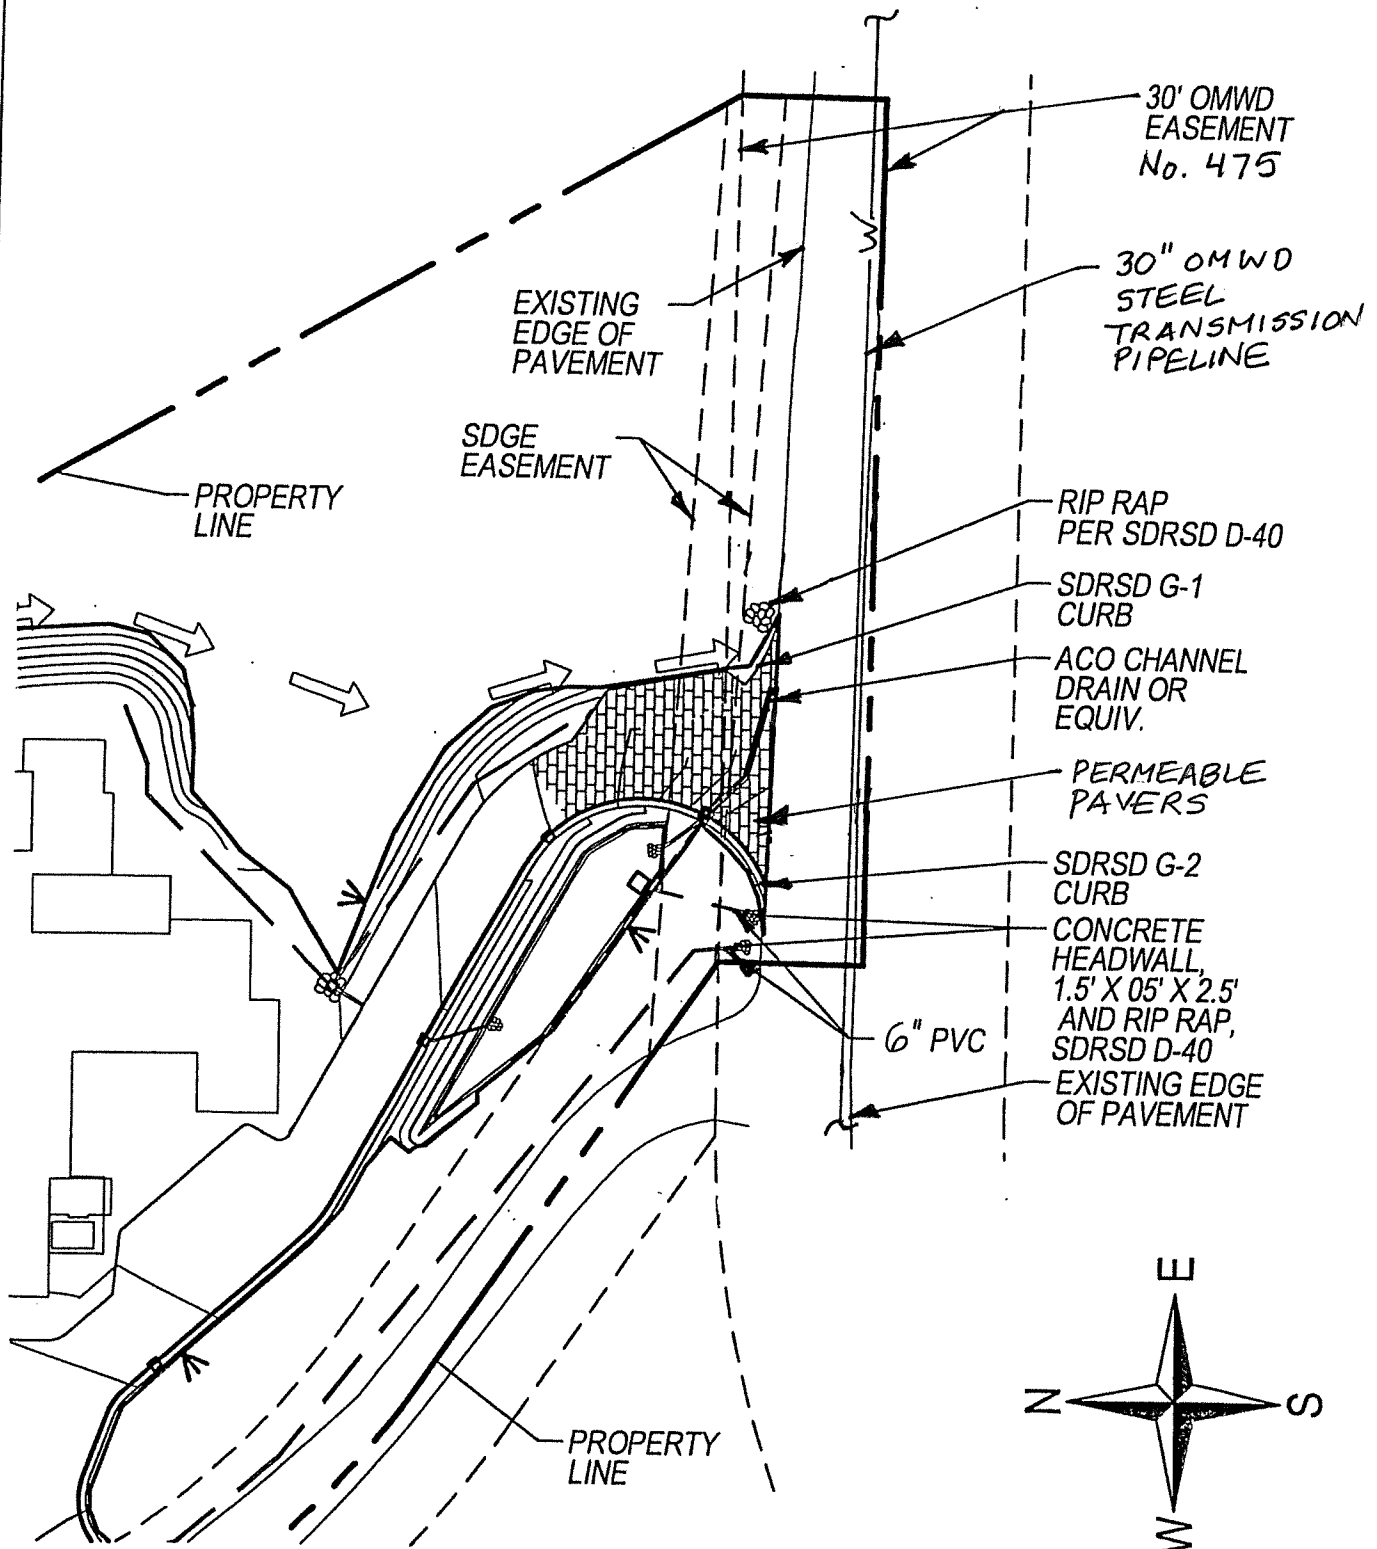 30' OMWD
EASEMENT
No. 475
30" OMWD
STEEL
TRANSMISSION
PIPELINE
W
EXISTING
EDGE OF
PAVEMENT
SDGE
EASEMENT
PROPERTY
LINE
RIP RAP
PER SDRSD D-40
SDRSD G-1
CURB
ACO CHANNEL
DRAIN OR
EQUIV.
PERMEABLE
PAVERS
SDRSD G-2
CURB
CONCRETE
HEADWALL,
1.5' X 05' X 2.5'
AND RIP RAP,
SDRSD D-40
6" PVC
EXISTING EDGE
OF PAVEMENT
PROPERTY
LINE
E
N
S
W